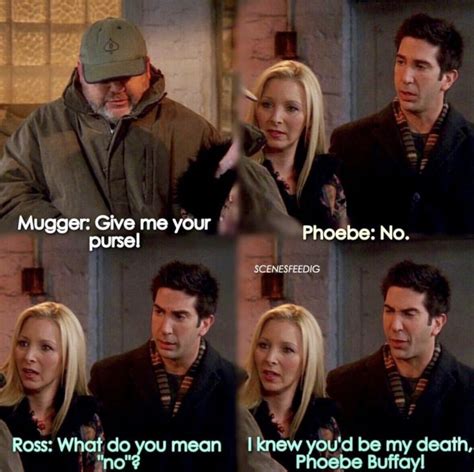 Mugger: Give me your
purse!
Phoebe: No.
SCENESFEEDIG
Ross: What do you mean
"no"?
I knew you'd be my death,
Phoebe Buffay!